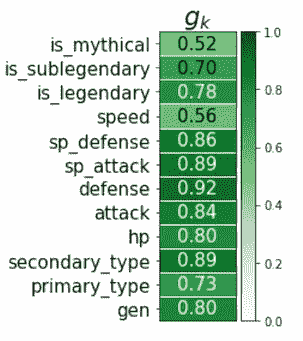 g_k
is_mythical 0.52
is_sublegendary 0.70
is_legendary 0.78
speed 0.56
sp_defense 0.86
sp_attack 0.89
defense 0.92
attack 0.84
hp 0.80
secondary_type 0.89
primary_type 0.73
gen 0.80
1.0
0.8
0.6
0.4
0.2
0.0